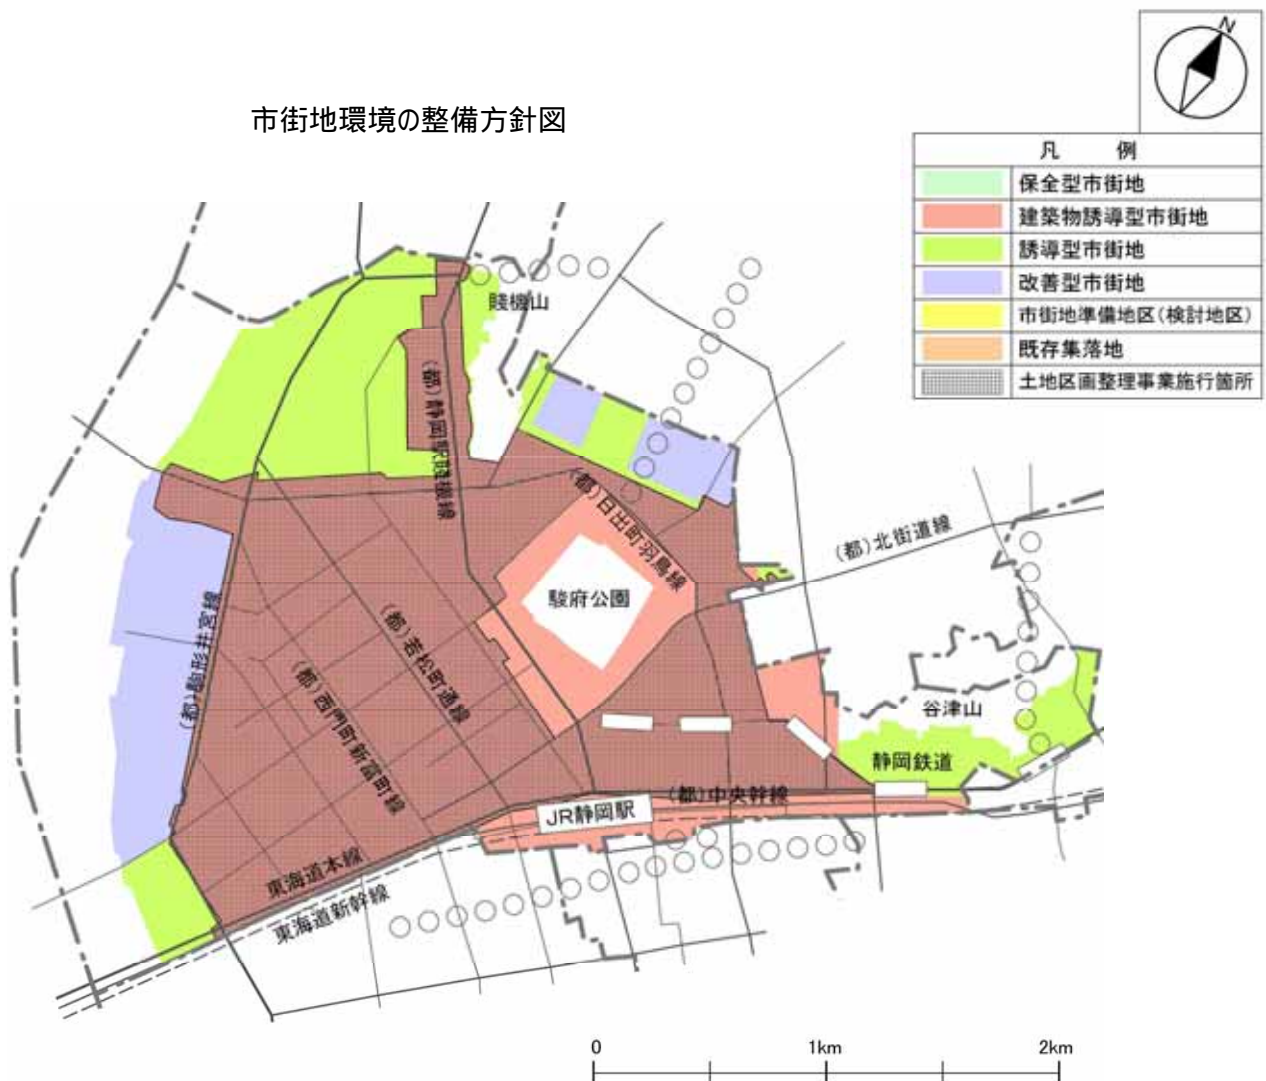 市街地環境の整備方針図
N
凡 例
保全型市街地
建築物誘導型市街地
誘導型市街地
改善型市街地
市街地準備地区(検討地区)
既存集落地
土地区画整理事業施行箇所
賤機山
(都)静岡駅賤機線
(都)日出町羽鳥線
(都)北街道線
駿府公園
(都)駒形井宮線
(都)若松町通線
(都)西門町新富町線
谷津山
静岡鉄道
(都)中央幹線
JR静岡駅
東海道本線
東海道新幹線
0 1km 2km